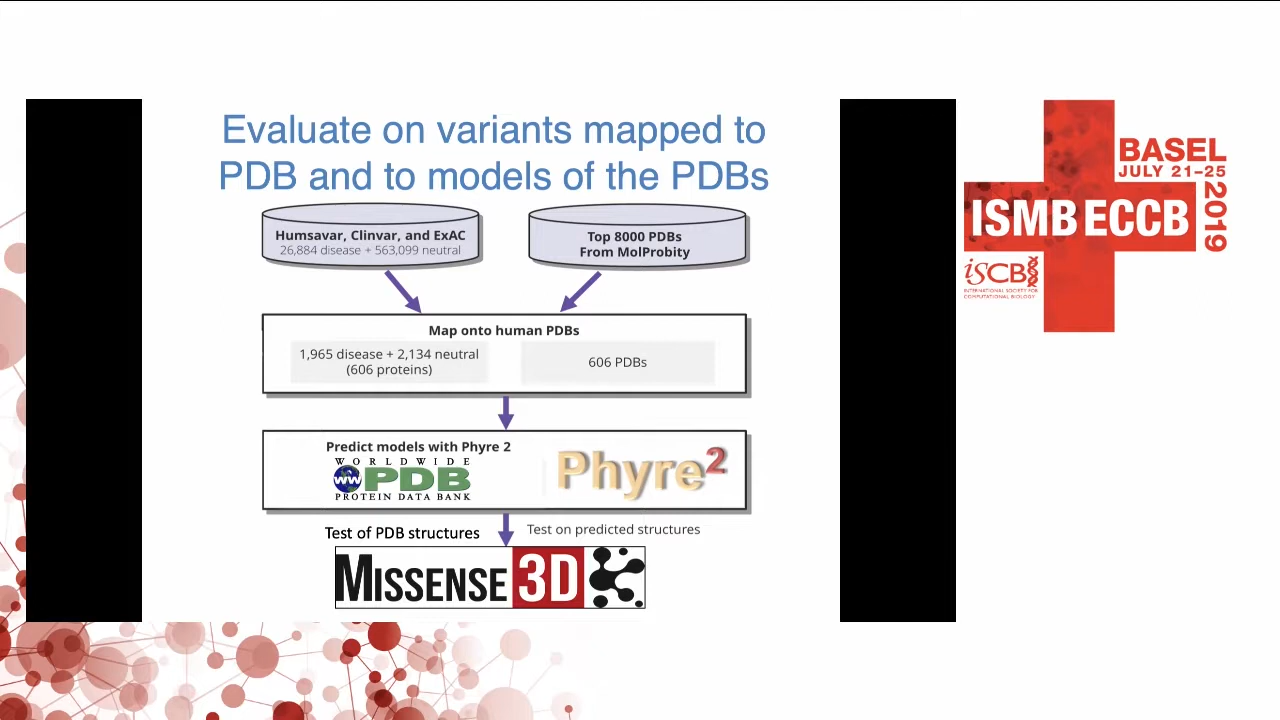 Evaluate on variants mapped to
PDB and to models of the PDBs
Humsavar, Clinvar, and ExAC
26,884 disease + 563,099 neutral
Top 8000 PDBs
From MolProbity
Map onto human PDBs
1,965 disease + 2,134 neutral
(606 proteins)
606 PDBs
Predict models with Phyre 2
WORLDWIDE
WW PDB
PROTEIN DATA BANK
Phyre2
Test of PDB structures
Test on predicted structures
MISSENSE 3D
BASEL
JULY 21–25
2019
ISMB ECCB
iSCB
INTERNATIONAL SOCIETY FOR
COMPUTATIONAL BIOLOGY